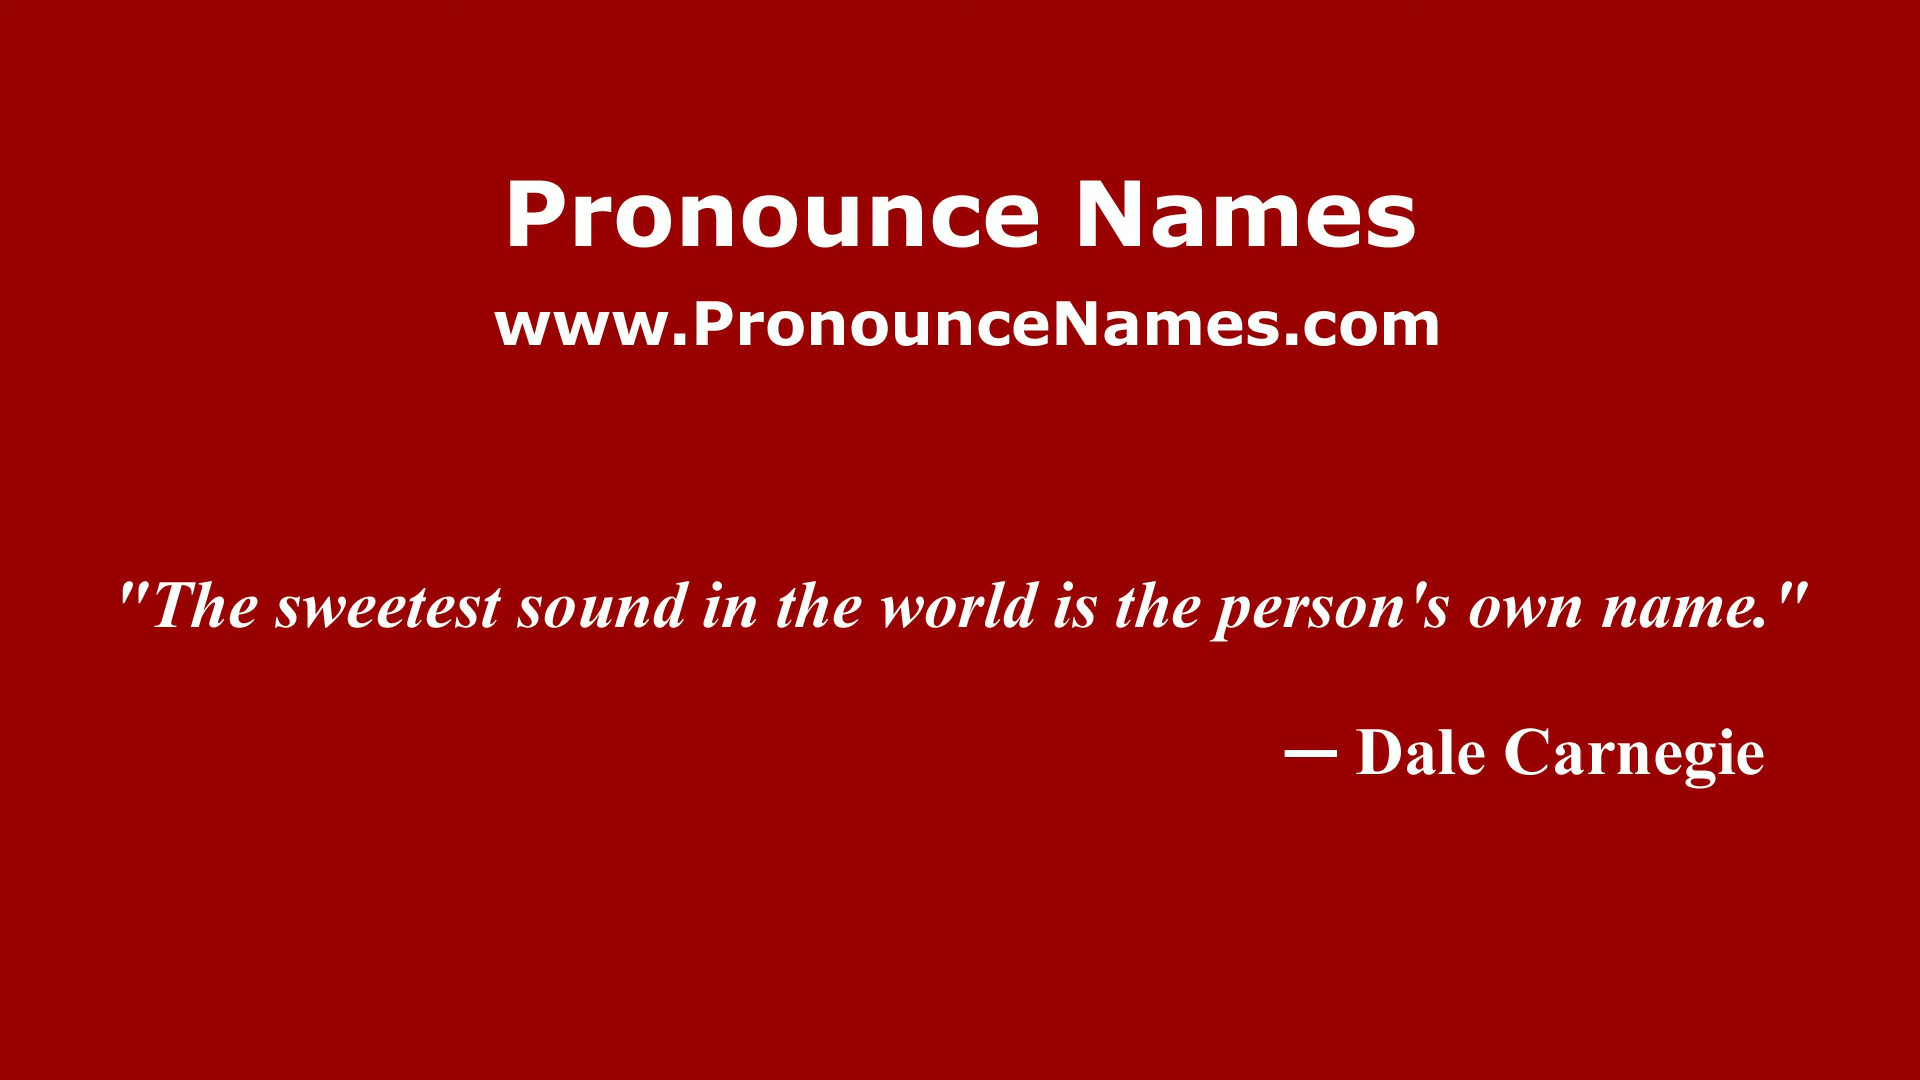 Pronounce Names
www.PronounceNames.com
"The sweetest sound in the world is the person's own name."
— Dale Carnegie